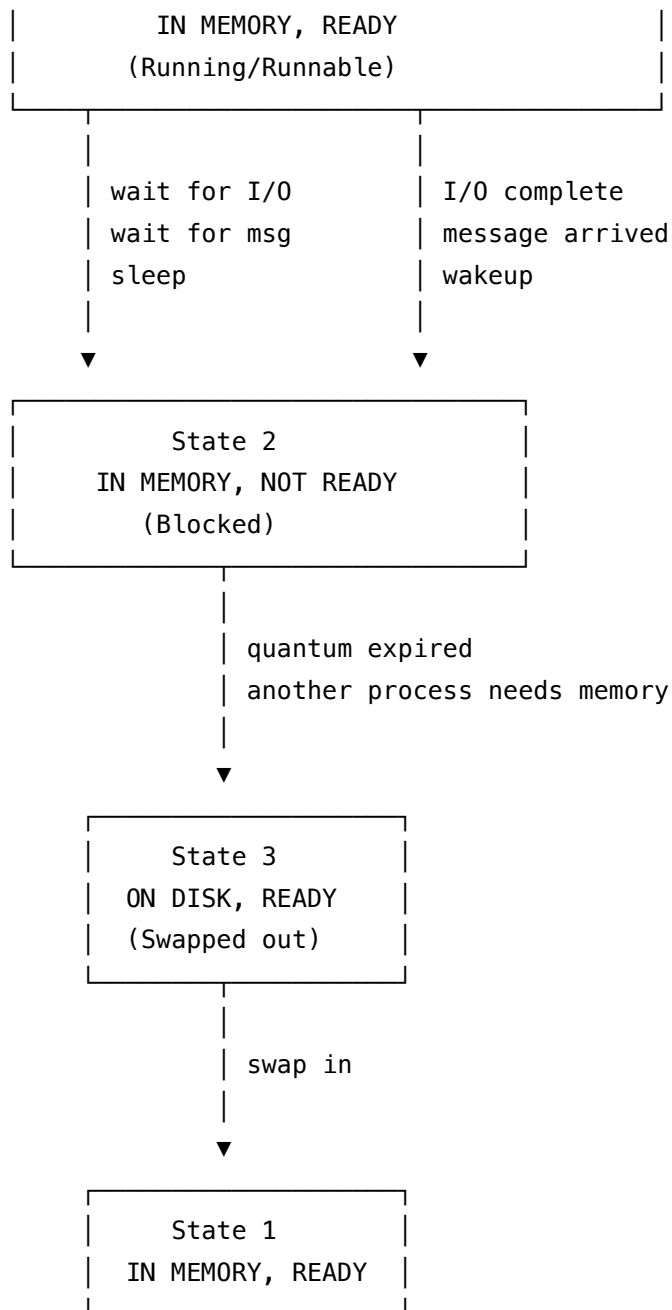 IN MEMORY, READY
(Running/Runnable)
wait for I/O I/O complete
wait for msg message arrived
sleep wakeup
State 2
IN MEMORY, NOT READY
(Blocked)
quantum expired
another process needs memory
State 3
ON DISK, READY
(Swapped out)
swap in
State 1
IN MEMORY, READY